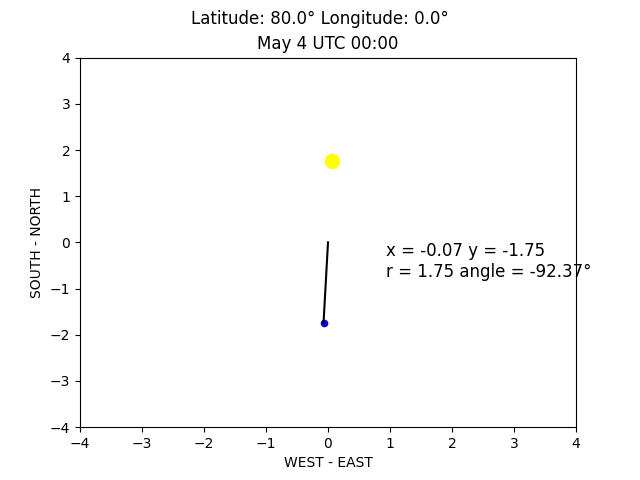 Latitude: 80.0° Longitude: 0.0°
May 4 UTC 00:00
4
3
2
1
0
−1
−2
−3
−4
SOUTH - NORTH
x = -0.07 y = -1.75
r = 1.75 angle = -92.37°
−4 −3 −2 −1 0 1 2 3 4
WEST - EAST